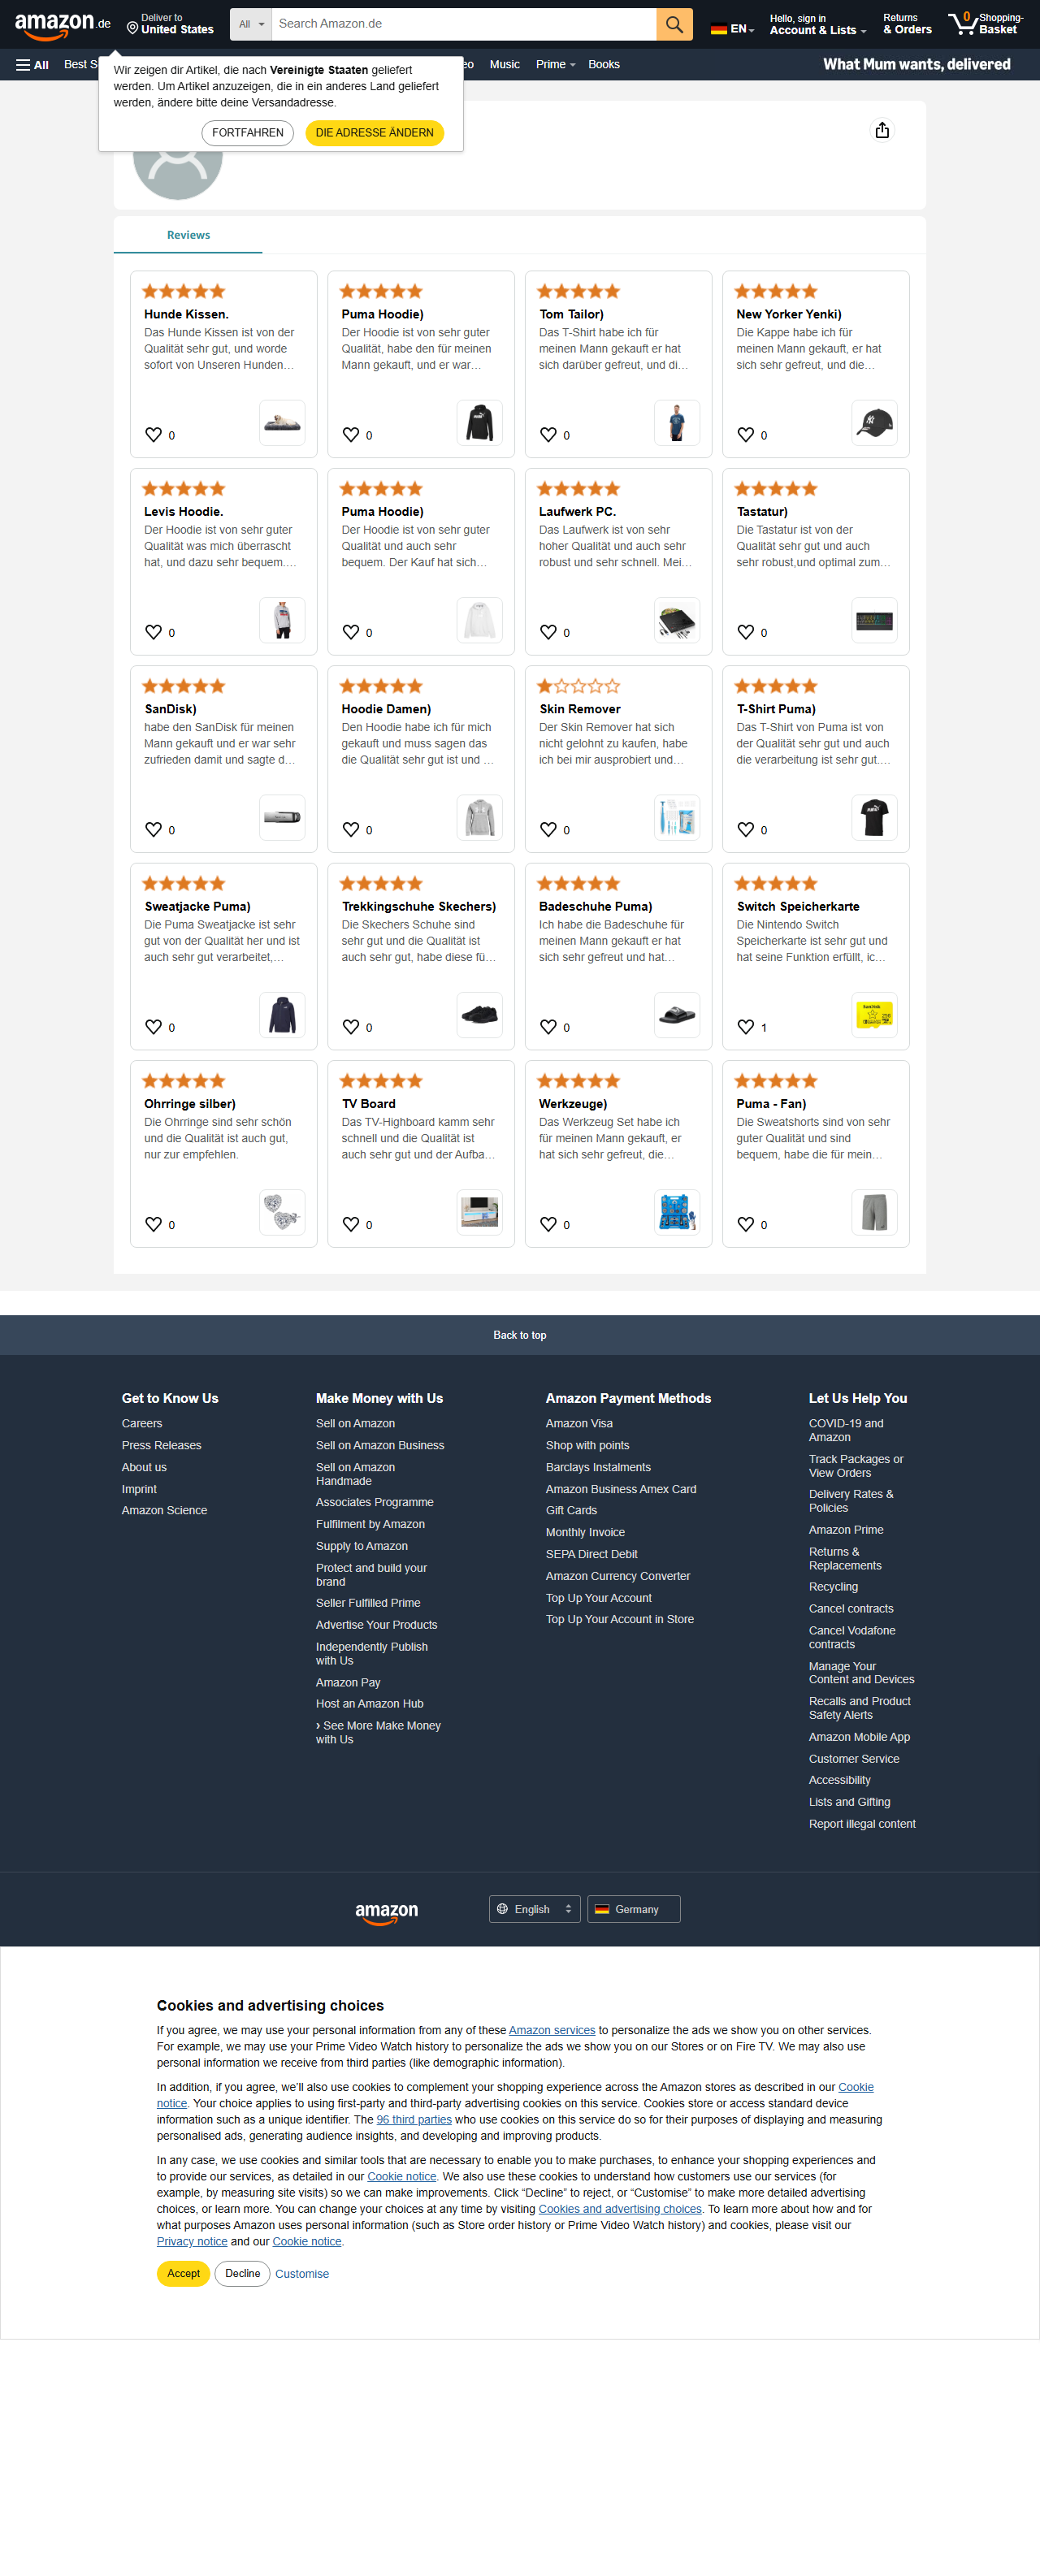 amazon.de
Deliver to
United States
All
Search Amazon.de
EN
Hello, sign in
Account & Lists
Returns
& Orders
0
Shopping-
Basket
All
Best S
eo
Music
Prime
Books
What Mum wants, delivered
Wir zeigen dir Artikel, die nach Vereinigte Staaten geliefert
werden. Um Artikel anzuzeigen, die in ein anderes Land geliefert
werden, ändere bitte deine Versandadresse.
FORTFAHREN
DIE ADRESSE ÄNDERN
Reviews
Hunde Kissen.
Das Hunde Kissen ist von der
Qualität sehr gut, und worde
sofort von Unseren Hunden…
0
Puma Hoodie)
Der Hoodie ist von sehr guter
Qualität, habe den für meinen
Mann gekauft, und er war…
0
Tom Tailor)
Das T-Shirt habe ich für
meinen Mann gekauft er hat
sich darüber gefreut, und di…
0
New Yorker Yenki)
Die Kappe habe ich für
meinen Mann gekauft, er hat
sich sehr gefreut, und die…
0
Levis Hoodie.
Der Hoodie ist von sehr guter
Qualität was mich überrascht
hat, und dazu sehr bequem.…
0
Puma Hoodie)
Der Hoodie ist von sehr guter
Qualität und auch sehr
bequem. Der Kauf hat sich…
0
Laufwerk PC.
Das Laufwerk ist von sehr
hoher Qualität und auch sehr
robust und sehr schnell. Mei…
0
Tastatur)
Die Tastatur ist von der
Qualität sehr gut und auch
sehr robust,und optimal zum…
0
SanDisk)
habe den SanDisk für meinen
Mann gekauft und er war sehr
zufrieden damit und sagte d…
0
Hoodie Damen)
Den Hoodie habe ich für mich
gekauft und muss sagen das
die Qualität sehr gut ist und …
0
Skin Remover
Der Skin Remover hat sich
nicht gelohnt zu kaufen, habe
ich bei mir ausprobiert und…
0
T-Shirt Puma)
Das T-Shirt von Puma ist von
der Qualität sehr gut und auch
die verarbeitung ist sehr gut.…
0
Sweatjacke Puma)
Die Puma Sweatjacke ist sehr
gut von der Qualität her und ist
auch sehr gut verarbeitet,…
0
Trekkingschuhe Skechers)
Die Skechers Schuhe sind
sehr gut und die Qualität ist
auch sehr gut, habe diese fü…
0
Badeschuhe Puma)
Ich habe die Badeschuhe für
meinen Mann gekauft er hat
sich sehr gefreut und hat…
0
Switch Speicherkarte
Die Nintendo Switch
Speicherkarte ist sehr gut und
hat seine Funktion erfüllt, ic…
1
Ohrringe silber)
Die Ohrringe sind sehr schön
und die Qualität ist auch gut,
nur zur empfehlen.
0
TV Board
Das TV-Highboard kamm sehr
schnell und die Qualität ist
auch sehr gut und der Aufba…
0
Werkzeuge)
Das Werkzeug Set habe ich
für meinen Mann gekauft, er
hat sich sehr gefreut, die…
0
Puma - Fan)
Die Sweatshorts sind von sehr
guter Qualität und sind
bequem, habe die für mein…
0
Back to top
Get to Know Us
Careers
Press Releases
About us
Imprint
Amazon Science
Make Money with Us
Sell on Amazon
Sell on Amazon Business
Sell on Amazon
Handmade
Associates Programme
Fulfilment by Amazon
Supply to Amazon
Protect and build your
brand
Seller Fulfilled Prime
Advertise Your Products
Independently Publish
with Us
Amazon Pay
Host an Amazon Hub
› See More Make Money
with Us
Amazon Payment Methods
Amazon Visa
Shop with points
Barclays Instalments
Amazon Business Amex Card
Gift Cards
Monthly Invoice
SEPA Direct Debit
Amazon Currency Converter
Top Up Your Account
Top Up Your Account in Store
Let Us Help You
COVID-19 and
Amazon
Track Packages or
View Orders
Delivery Rates &
Policies
Amazon Prime
Returns &
Replacements
Recycling
Cancel contracts
Cancel Vodafone
contracts
Manage Your
Content and Devices
Recalls and Product
Safety Alerts
Amazon Mobile App
Customer Service
Accessibility
Lists and Gifting
Report illegal content
amazon
English
Germany
Cookies and advertising choices
If you agree, we may use your personal information from any of these Amazon services to personalize the ads we show you on other services.
For example, we may use your Prime Video Watch history to personalize the ads we show you on our Stores or on Fire TV. We may also use
personal information we receive from third parties (like demographic information).
In addition, if you agree, we’ll also use cookies to complement your shopping experience across the Amazon stores as described in our Cookie
notice. Your choice applies to using first-party and third-party advertising cookies on this service. Cookies store or access standard device
information such as a unique identifier. The 96 third parties who use cookies on this service do so for their purposes of displaying and measuring
personalised ads, generating audience insights, and developing and improving products.
In any case, we use cookies and similar tools that are necessary to enable you to make purchases, to enhance your shopping experiences and
to provide our services, as detailed in our Cookie notice. We also use these cookies to understand how customers use our services (for
example, by measuring site visits) so we can make improvements. Click “Decline” to reject, or “Customise” to make more detailed advertising
choices, or learn more. You can change your choices at any time by visiting Cookies and advertising choices. To learn more about how and for
what purposes Amazon uses personal information (such as Store order history or Prime Video Watch history) and cookies, please visit our
Privacy notice and our Cookie notice.
Accept
Decline
Customise